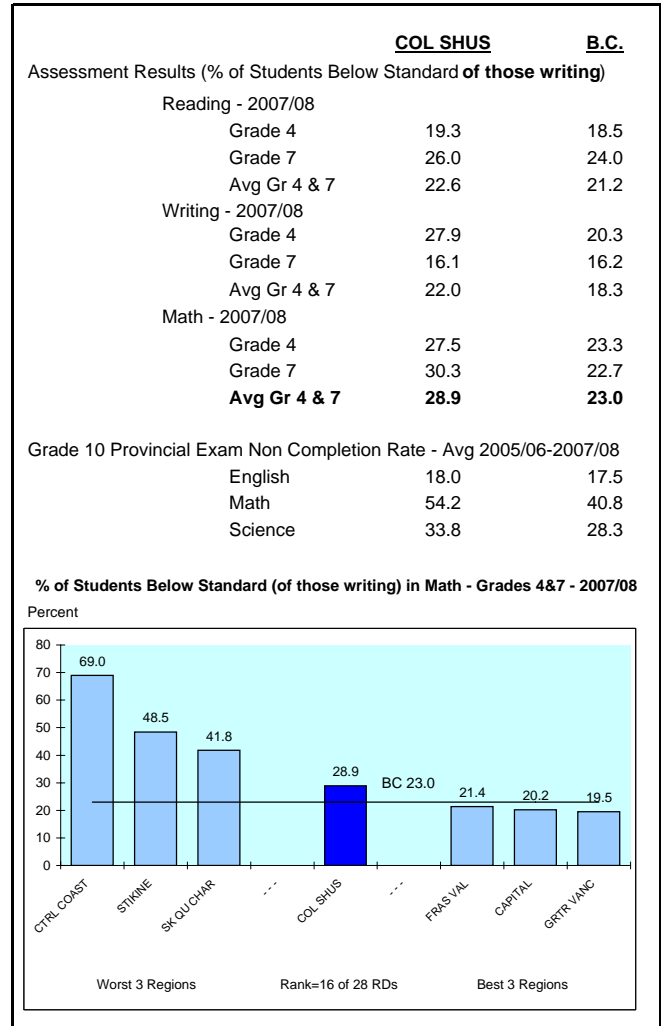 COL SHUS B.C.
Assessment Results (% of Students Below Standard of those writing)
Reading - 2007/08
Grade 4 19.3 18.5
Grade 7 26.0 24.0
Avg Gr 4 & 7 22.6 21.2
Writing - 2007/08
Grade 4 27.9 20.3
Grade 7 16.1 16.2
Avg Gr 4 & 7 22.0 18.3
Math - 2007/08
Grade 4 27.5 23.3
Grade 7 30.3 22.7
Avg Gr 4 & 7 28.9 23.0
Grade 10 Provincial Exam Non Completion Rate - Avg 2005/06-2007/08
English 18.0 17.5
Math 54.2 40.8
Science 33.8 28.3
% of Students Below Standard (of those writing) in Math - Grades 4&7 - 2007/08
Percent
80
70
60
50
40
30
20
10
0
69.0
48.5
41.8
28.9
BC 23.0
21.4
20.2
19.5
CTRL COAST
STIKINE
SK QU CHAR
- - -
COL SHUS
- - -
FRAS VAL
CAPITAL
GRTR VANC
Worst 3 Regions Rank=16 of 28 RDs Best 3 Regions